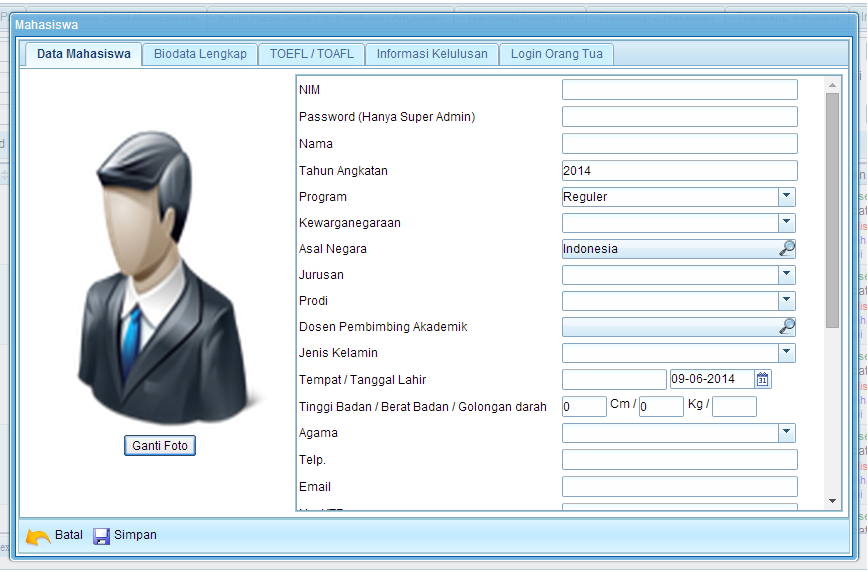 Mahasiswa
Data Mahasiswa Biodata Lengkap TOEFL / TOAFL Informasi Kelulusan Login Orang Tua
NIM
Password (Hanya Super Admin)
Nama
Tahun Angkatan 2014
Program Reguler
Kewarganegaraan
Asal Negara Indonesia
Jurusan
Prodi
Dosen Pembimbing Akademik
Jenis Kelamin
Tempat / Tanggal Lahir 09-06-2014 31
Tinggi Badan / Berat Badan / Golongan darah 0 Cm / 0 Kg /
Agama
Ganti Foto
Telp.
Email
Batal Simpan